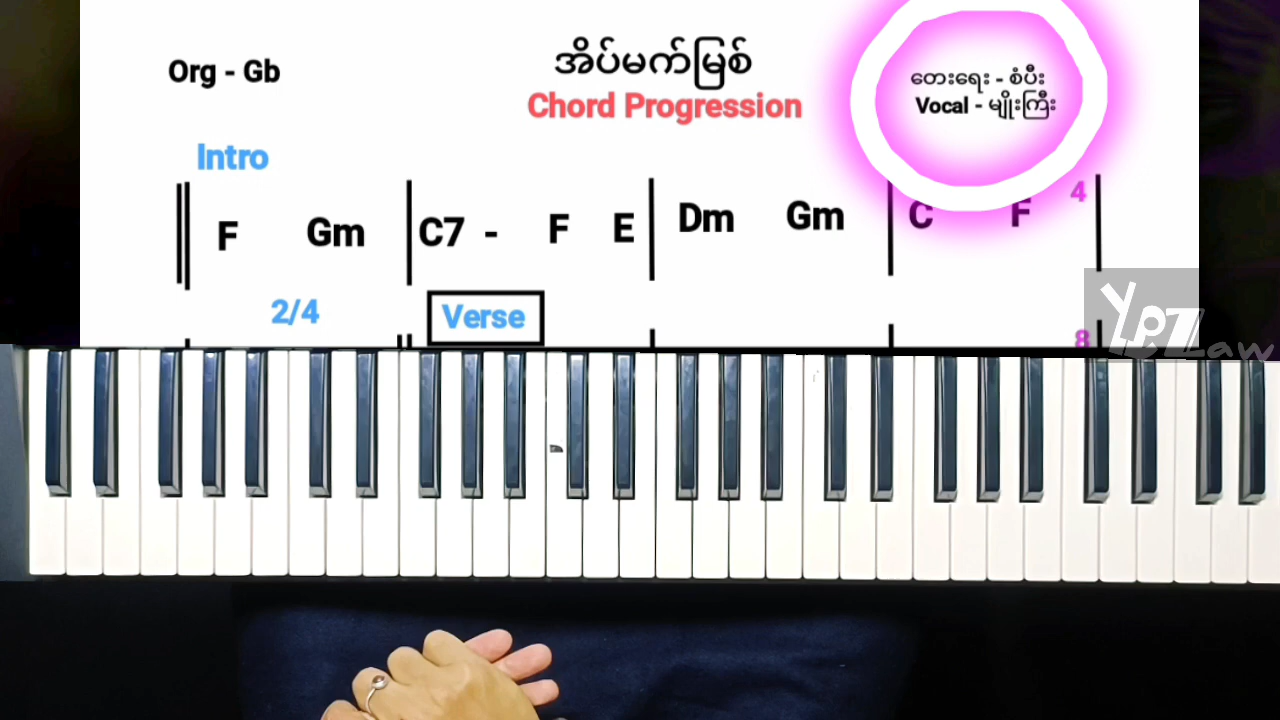 Org - Gb
အိပ်မက်မြစ်
Chord Progression
တေးရေး - စံပီး
Vocal - မျိုးကြီး
Intro
F Gm C7 - F E Dm Gm C F 4
2/4 Verse 8
YpzLaw